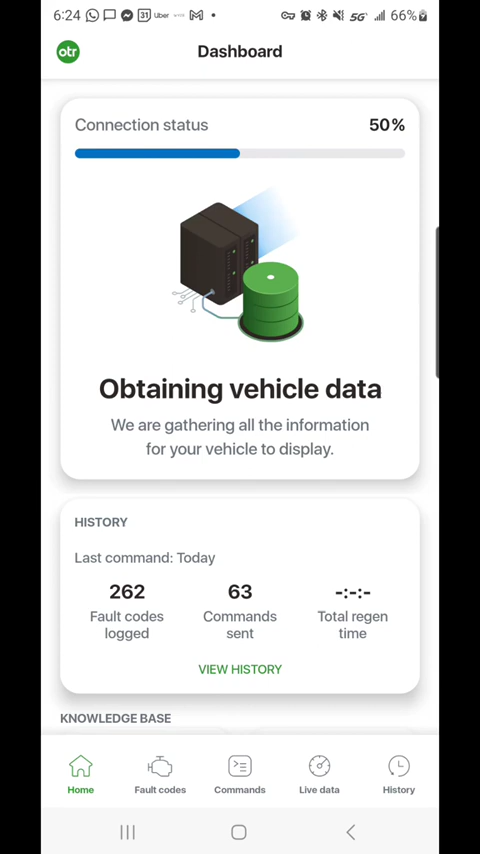 6:24 31 Uber 5G 66%
otr Dashboard
Connection status 50%
Obtaining vehicle data
We are gathering all the information
for your vehicle to display.
HISTORY
Last command: Today
262 63 -:-:-
Fault codes Commands Total regen
logged sent time
VIEW HISTORY
KNOWLEDGE BASE
Home Fault codes Commands Live data History